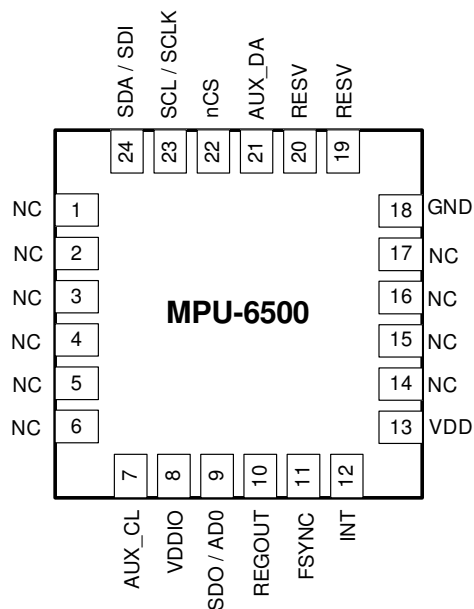 SDA / SDI
SCL / SCLK
nCS
AUX_DA
RESV
RESV
24
23
22
21
20
19
NC 1
18 GND
NC 2
17 NC
NC 3
16 NC
MPU-6500
NC 4
15 NC
NC 5
14 NC
NC 6
13 VDD
7
8
9
10
11
12
AUX_CL
VDDIO
SDO / AD0
REGOUT
FSYNC
INT